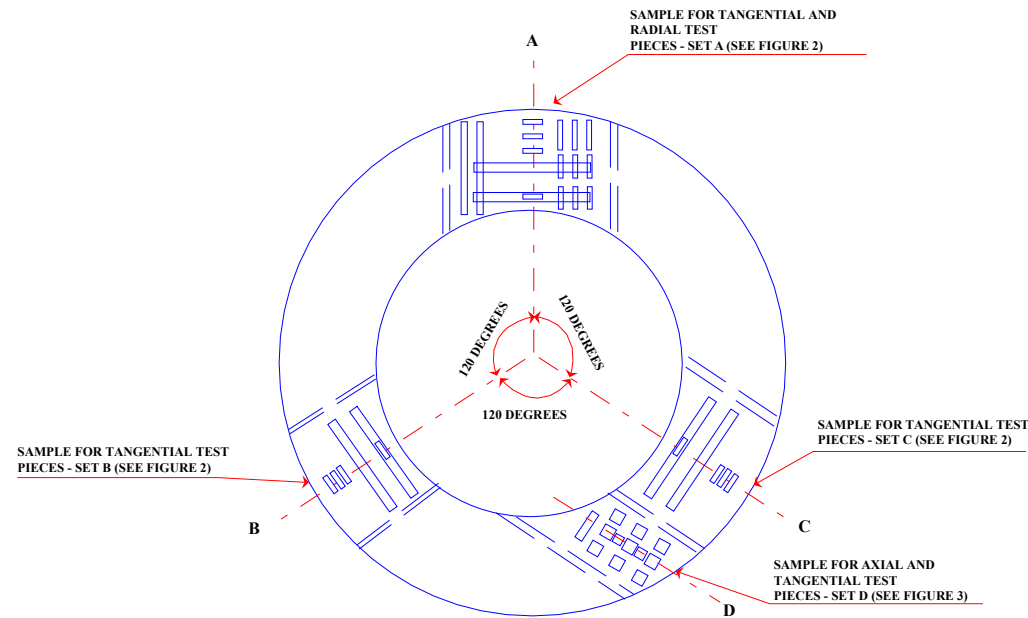 SAMPLE FOR TANGENTIAL AND
RADIAL TEST
PIECES - SET A (SEE FIGURE 2)
A
120 DEGREES
120 DEGREES
120 DEGREES
SAMPLE FOR TANGENTIAL TEST
PIECES - SET C (SEE FIGURE 2)
SAMPLE FOR TANGENTIAL TEST
PIECES - SET B (SEE FIGURE 2)
B
C
SAMPLE FOR AXIAL AND
TANGENTIAL TEST
PIECES - SET D (SEE FIGURE 3)
D